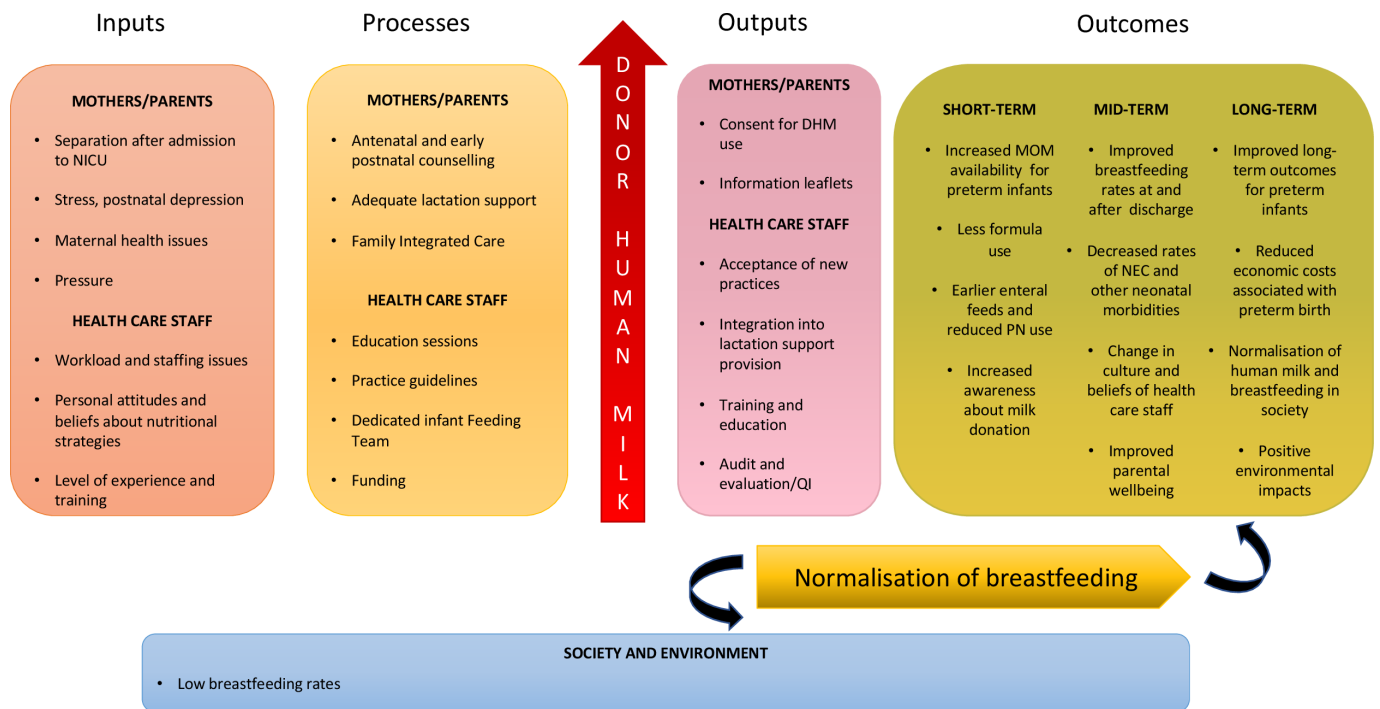 Inputs
MOTHERS/PARENTS
• Separation after admission
to NICU
• Stress, postnatal depression
• Maternal health issues
• Pressure
HEALTH CARE STAFF
• Workload and staffing issues
• Personal attitudes and
beliefs about nutritional
strategies
• Level of experience and
training
Processes
MOTHERS/PARENTS
• Antenatal and early
postnatal counselling
• Adequate lactation support
• Family Integrated Care
HEALTH CARE STAFF
• Education sessions
• Practice guidelines
• Dedicated infant Feeding
Team
• Funding
DONOR HUMAN MILK
Outputs
MOTHERS/PARENTS
• Consent for DHM
use
• Information leaflets
HEALTH CARE STAFF
• Acceptance of new
practices
• Integration into
lactation support
provision
• Training and
education
• Audit and
evaluation/QI
Outcomes
SHORT-TERM
• Increased MOM
availability for
preterm infants
• Less formula
use
• Earlier enteral
feeds and
reduced PN use
• Increased
awareness
about milk
donation
MID-TERM
• Improved
breastfeeding
rates at and
after discharge
• Decreased rates
of NEC and
other neonatal
morbidities
• Change in
culture and
beliefs of health
care staff
• Improved
parental
wellbeing
LONG-TERM
• Improved long-
term outcomes
for preterm
infants
• Reduced
economic costs
associated with
preterm birth
• Normalisation of
human milk and
breastfeeding in
society
• Positive
environmental
impacts
Normalisation of breastfeeding
SOCIETY AND ENVIRONMENT
• Low breastfeeding rates